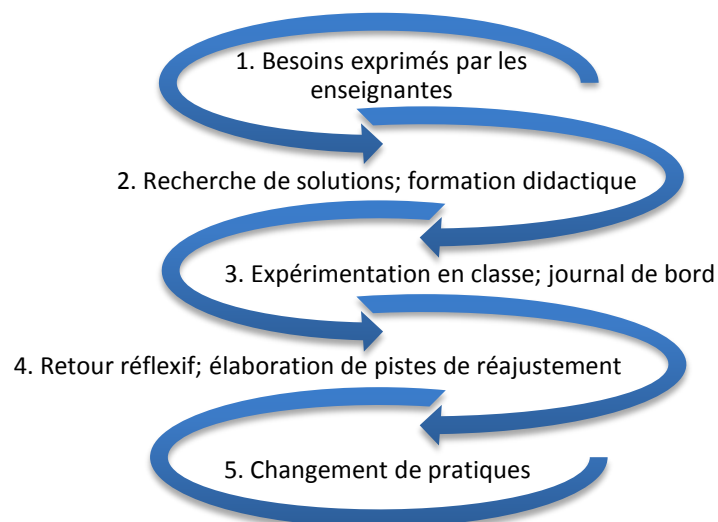 1. Besoins exprimés par les
enseignantes
2. Recherche de solutions; formation didactique
3. Expérimentation en classe; journal de bord
4. Retour réflexif; élaboration de pistes de réajustement
5. Changement de pratiques